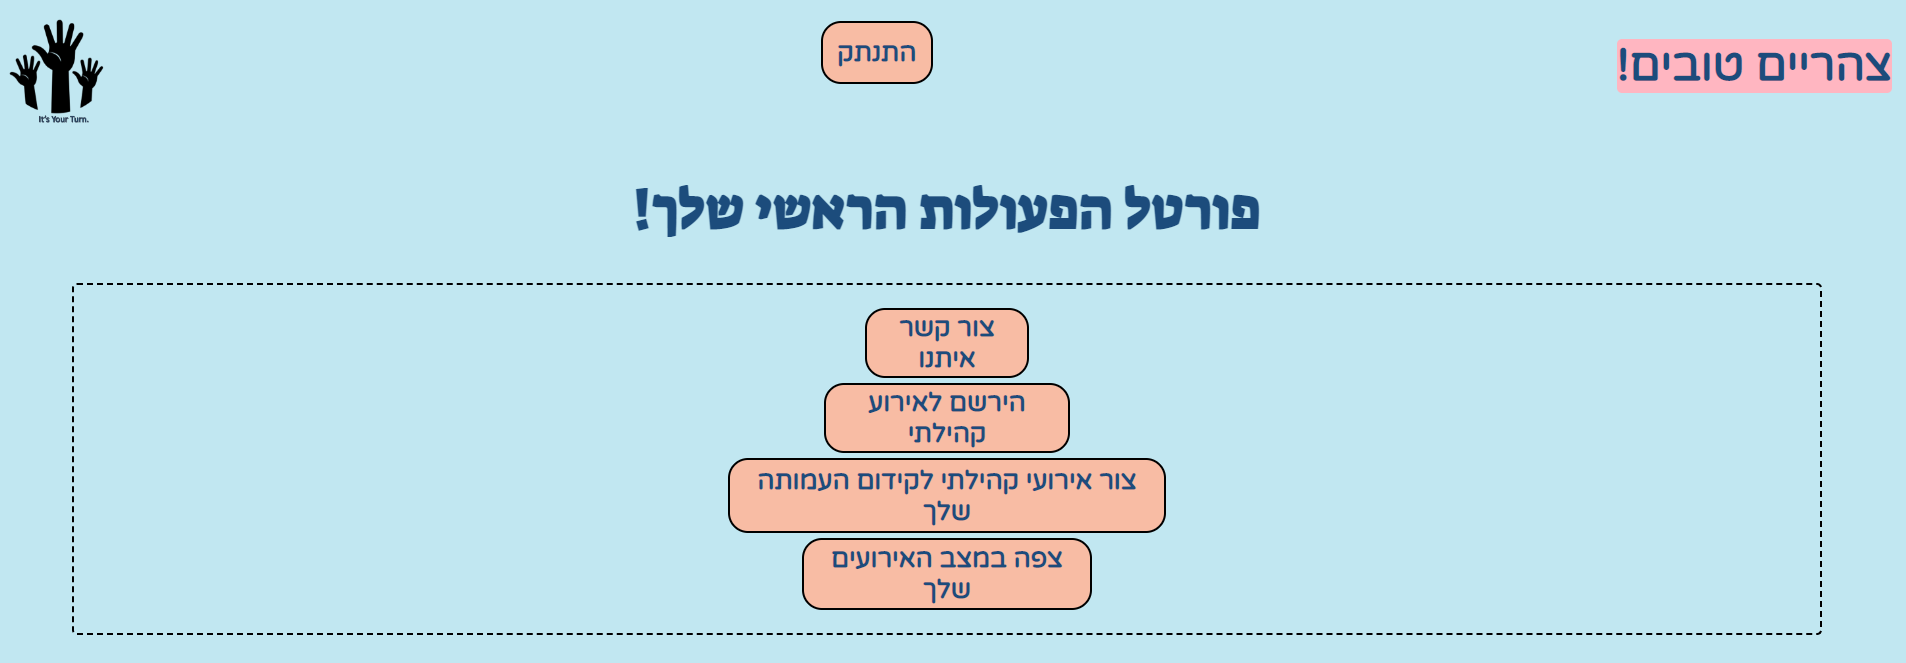 צהריים טובים!
התנתק
It's Your Turn.
פורטל הפעולות הראשי שלך!
צור קשר
איתנו
הירשם לאירוע
קהילתי
צור אירועי קהילתי לקידום העמותה
שלך
צפה במצב האירועים
שלך